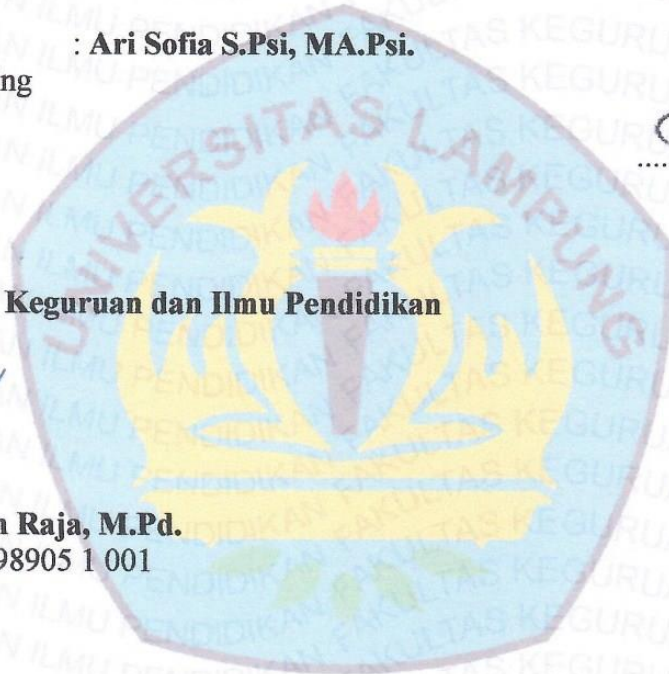 : Ari Sofia S.Psi, MA.Psi.
ng
UNIVERSITAS LAMPUNG
Keguruan dan Ilmu Pendidikan
Raja, M.Pd.
98905 1 001